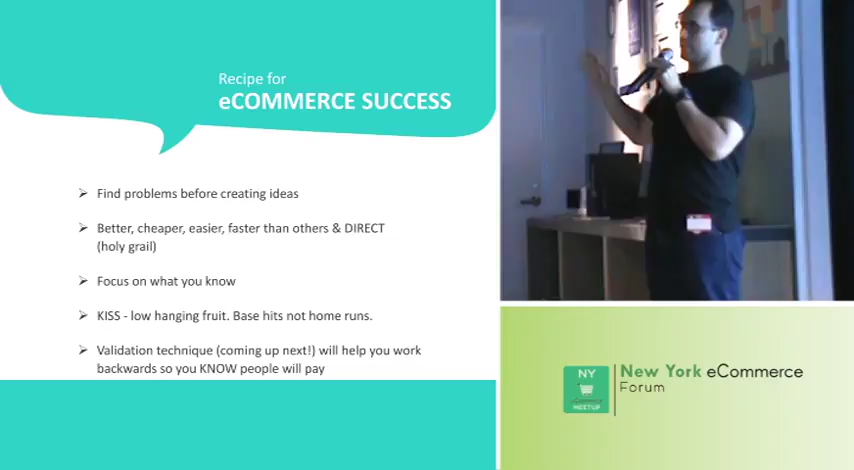 Recipe for
eCOMMERCE SUCCESS
➢ Find problems before creating ideas
➢ Better, cheaper, easier, faster than others & DIRECT
(holy grail)
➢ Focus on what you know
➢ KISS - low hanging fruit. Base hits not home runs.
➢ Validation technique (coming up next!) will help you work
backwards so you KNOW people will pay
NY
eCommerce
MEETUP
New York eCommerce
Forum